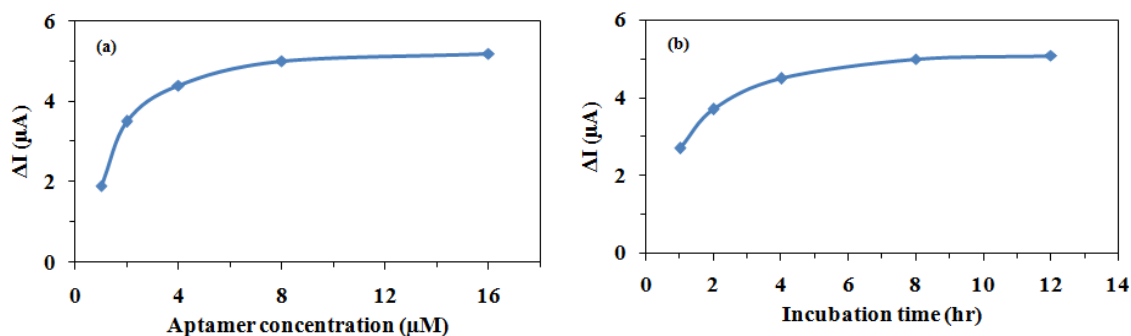 (a)
ΔI (µA)
6
4
2
0
0 4 8 12 16
Aptamer concentration (µM)
(b)
ΔI (µA)
6
4
2
0
0 2 4 6 8 10 12 14
Incubation time (hr)